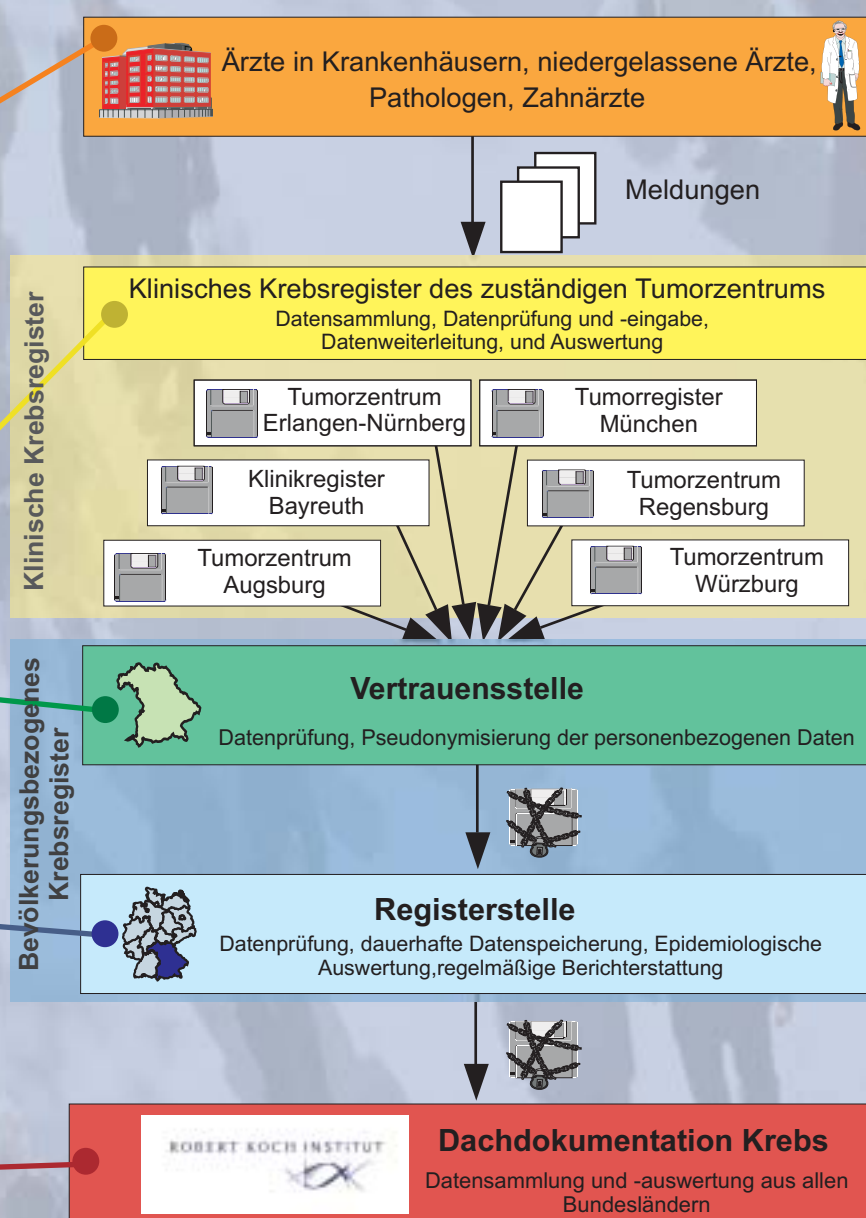 Ärzte in Krankenhäusern, niedergelassene Ärzte,
Pathologen, Zahnärzte
Meldungen
Klinische Krebsregister
Klinisches Krebsregister des zuständigen Tumorzentrums
Datensammlung, Datenprüfung und -eingabe,
Datenweiterleitung, und Auswertung
Tumorzentrum
Erlangen-Nürnberg
Tumorregister
München
Klinikregister
Bayreuth
Tumorzentrum
Regensburg
Tumorzentrum
Augsburg
Tumorzentrum
Würzburg
Bevölkerungsbezogenes
Krebsregister
Vertrauensstelle
Datenprüfung, Pseudonymisierung der personenbezogenen Daten
Registerstelle
Datenprüfung, dauerhafte Datenspeicherung, Epidemiologische
Auswertung,regelmäßige Berichterstattung
ROBERT KOCH INSTITUT
Dachdokumentation Krebs
Datensammlung und -auswertung aus allen
Bundesländern